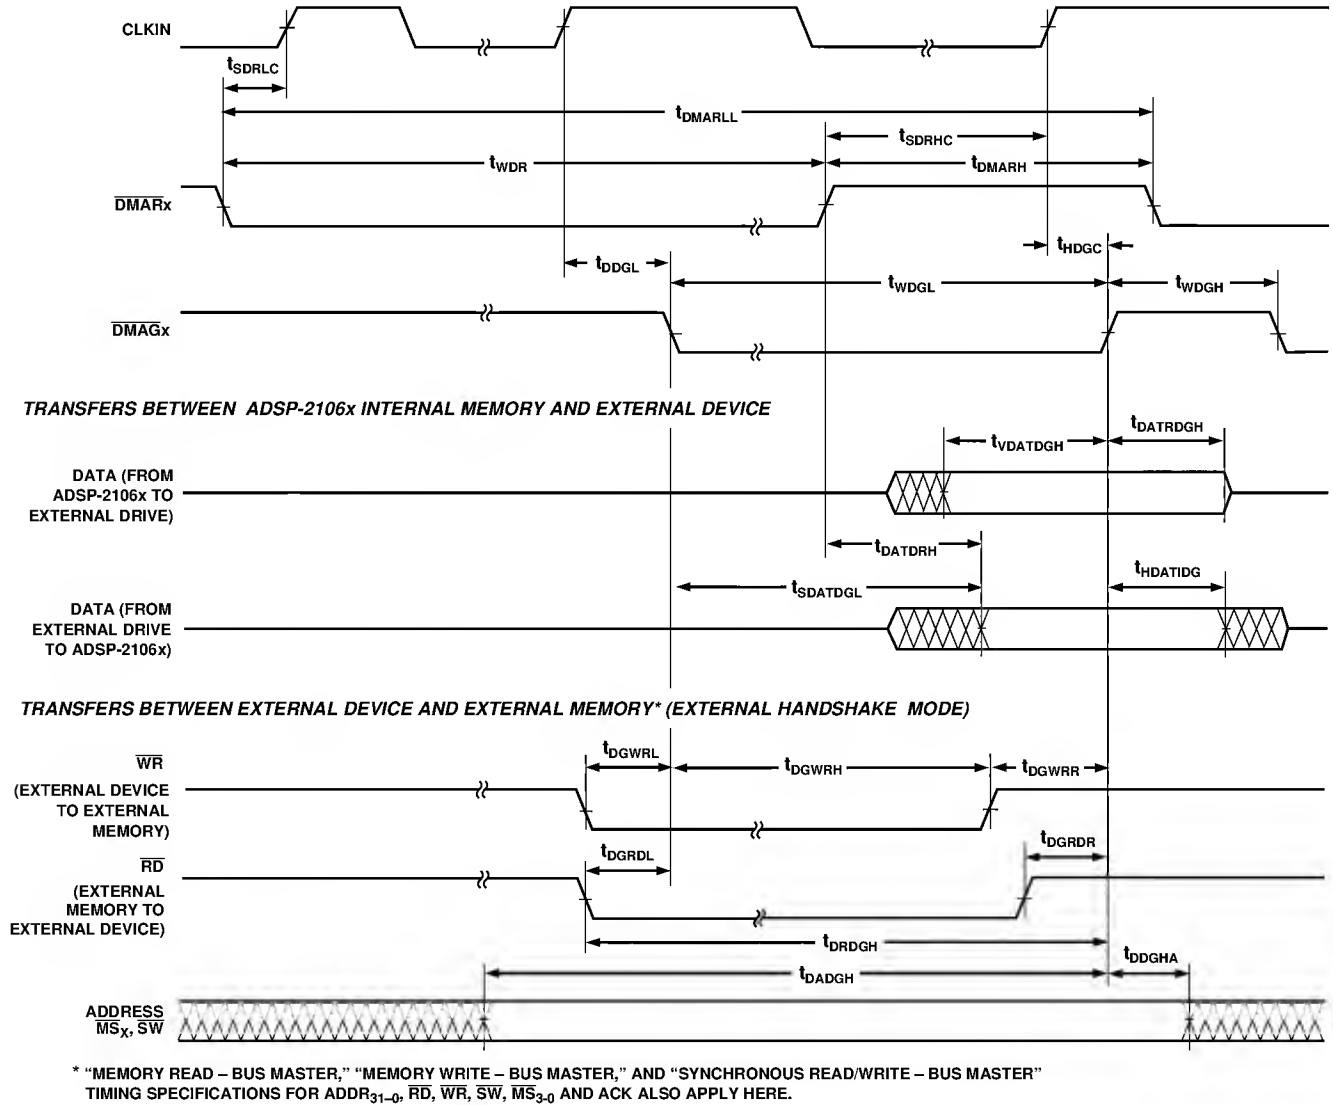 CLKIN
tSDRLC
tDMARLL
tSDRHC
tWDR
tDMARH
DMARx
tHDGC
tDDGL
tWDGL
tWDGH
DMAGx
TRANSFERS BETWEEN ADSP-2106x INTERNAL MEMORY AND EXTERNAL DEVICE
tDATRDGH
tVDATDGH
DATA (FROM
ADSP-2106x TO
EXTERNAL DRIVE)
tDATDRH
tHDATIDG
tSDATDGL
DATA (FROM
EXTERNAL DRIVE
TO ADSP-2106x)
TRANSFERS BETWEEN EXTERNAL DEVICE AND EXTERNAL MEMORY* (EXTERNAL HANDSHAKE MODE)
WR
(EXTERNAL DEVICE
TO EXTERNAL
MEMORY)
tDGWRL
tDGWRH
tDGWRR
tDGRDR
tDGRDL
RD
(EXTERNAL
MEMORY TO
EXTERNAL DEVICE)
tDRDGH
tDDGHA
tDADGH
ADDRESS
MSX, SW
* "MEMORY READ – BUS MASTER," "MEMORY WRITE – BUS MASTER," AND "SYNCHRONOUS READ/WRITE – BUS MASTER"
TIMING SPECIFICATIONS FOR ADDR31–0, RD, WR, SW, MS3-0 AND ACK ALSO APPLY HERE.